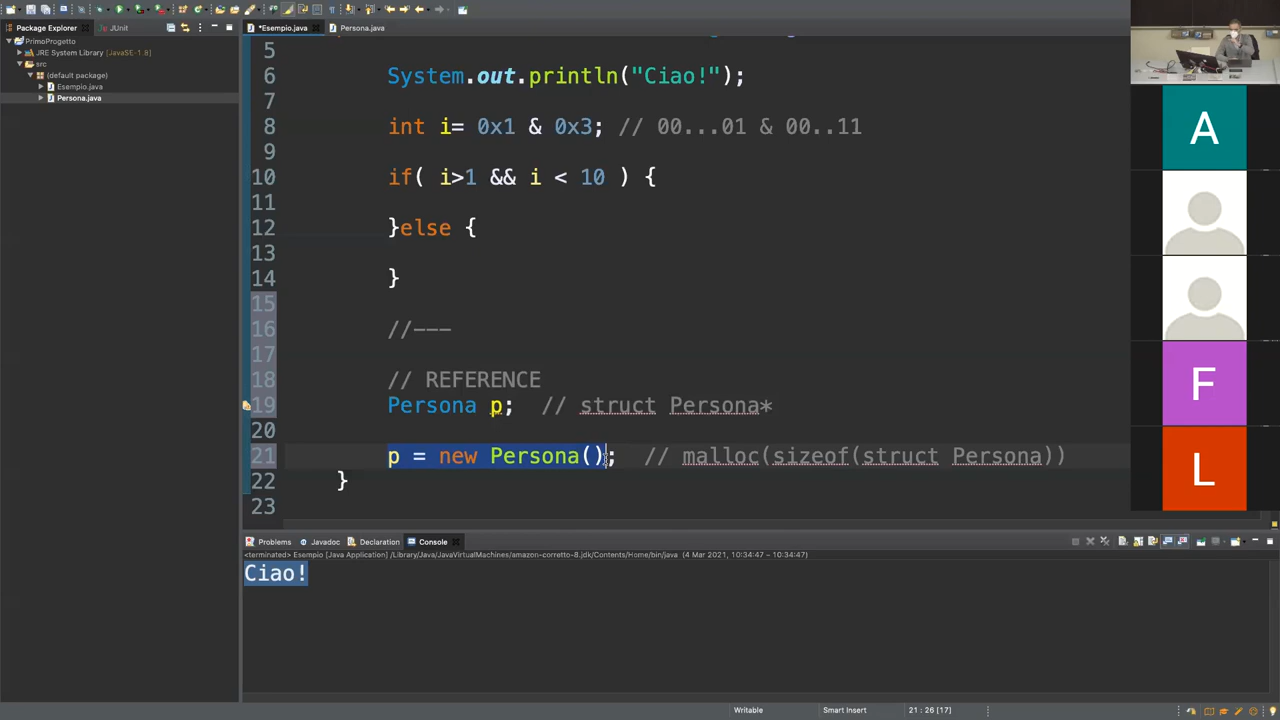 Package Explorer
JUnit
PrimoProgetto
JRE System Library [JavaSE-1.8]
src
(default package)
Esempio.java
Persona.java
*Esempio.java
Persona.java
5
6 System.out.println("Ciao!");
7
8 int i= 0x1 & 0x3; // 00...01 & 00..11
9
10 if( i>1 && i < 10 ) {
11
12 }else {
13
14 }
15
16 //---
17
18 // REFERENCE
19 Persona p; // struct Persona*
20
21 p = new Persona(); // malloc(sizeof(struct Persona))
22 }
23
Problems
Javadoc
Declaration
Console
<terminated> Esempio [Java Application] /Library/Java/JavaVirtualMachines/amazon-corretto-8.jdk/Contents/Home/bin/java (4 Mar 2021, 10:34:47 – 10:34:47)
Ciao!
Writable
Smart Insert
21 : 26 [17]
A
F
L